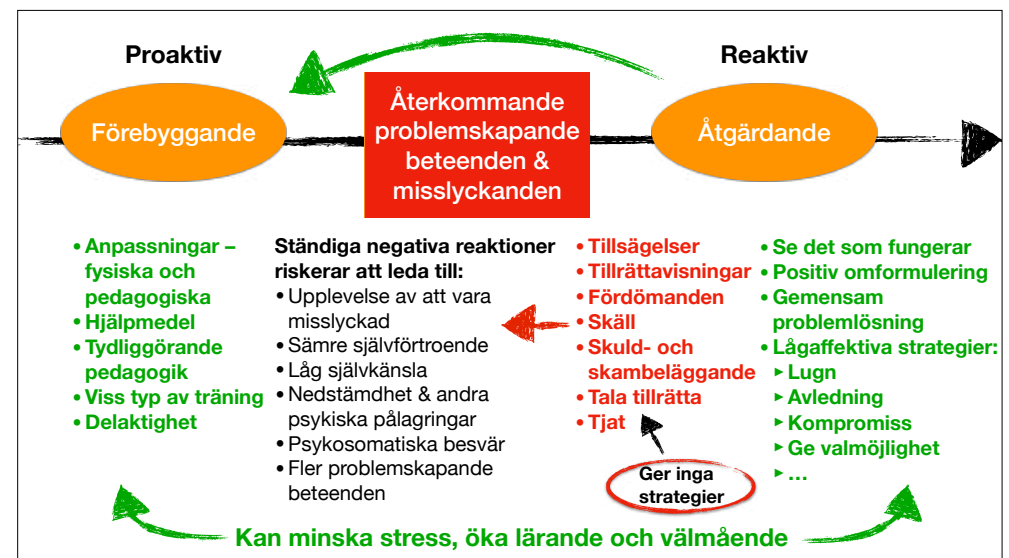 Proaktiv
Reaktiv
Förebyggande
Återkommande
problemskapande
beteenden &
misslyckanden
Åtgärdande
• Anpassningar –
fysiska och
pedagogiska
• Hjälpmedel
• Tydliggörande
pedagogik
• Viss typ av träning
• Delaktighet
Ständiga negativa reaktioner
riskerar att leda till:
• Upplevelse av att vara
misslyckad
• Sämre självförtroende
• Låg självkänsla
• Nedstämdhet & andra
psykiska pålagringar
• Psykosomatiska besvär
• Fler problemskapande
beteenden
• Tillsägelser
• Tillrättavisningar
• Fördömanden
• Skäll
• Skuld- och
skambeläggande
• Tala tillrätta
• Tjat
Ger inga
strategier
• Se det som fungerar
• Positiv omformulering
• Gemensam
problemlösning
• Lågaffektiva strategier:
▸ Lugn
▸ Avledning
▸ Kompromiss
▸ Ge valmöjlighet
▸ …
Kan minska stress, öka lärande och välmående